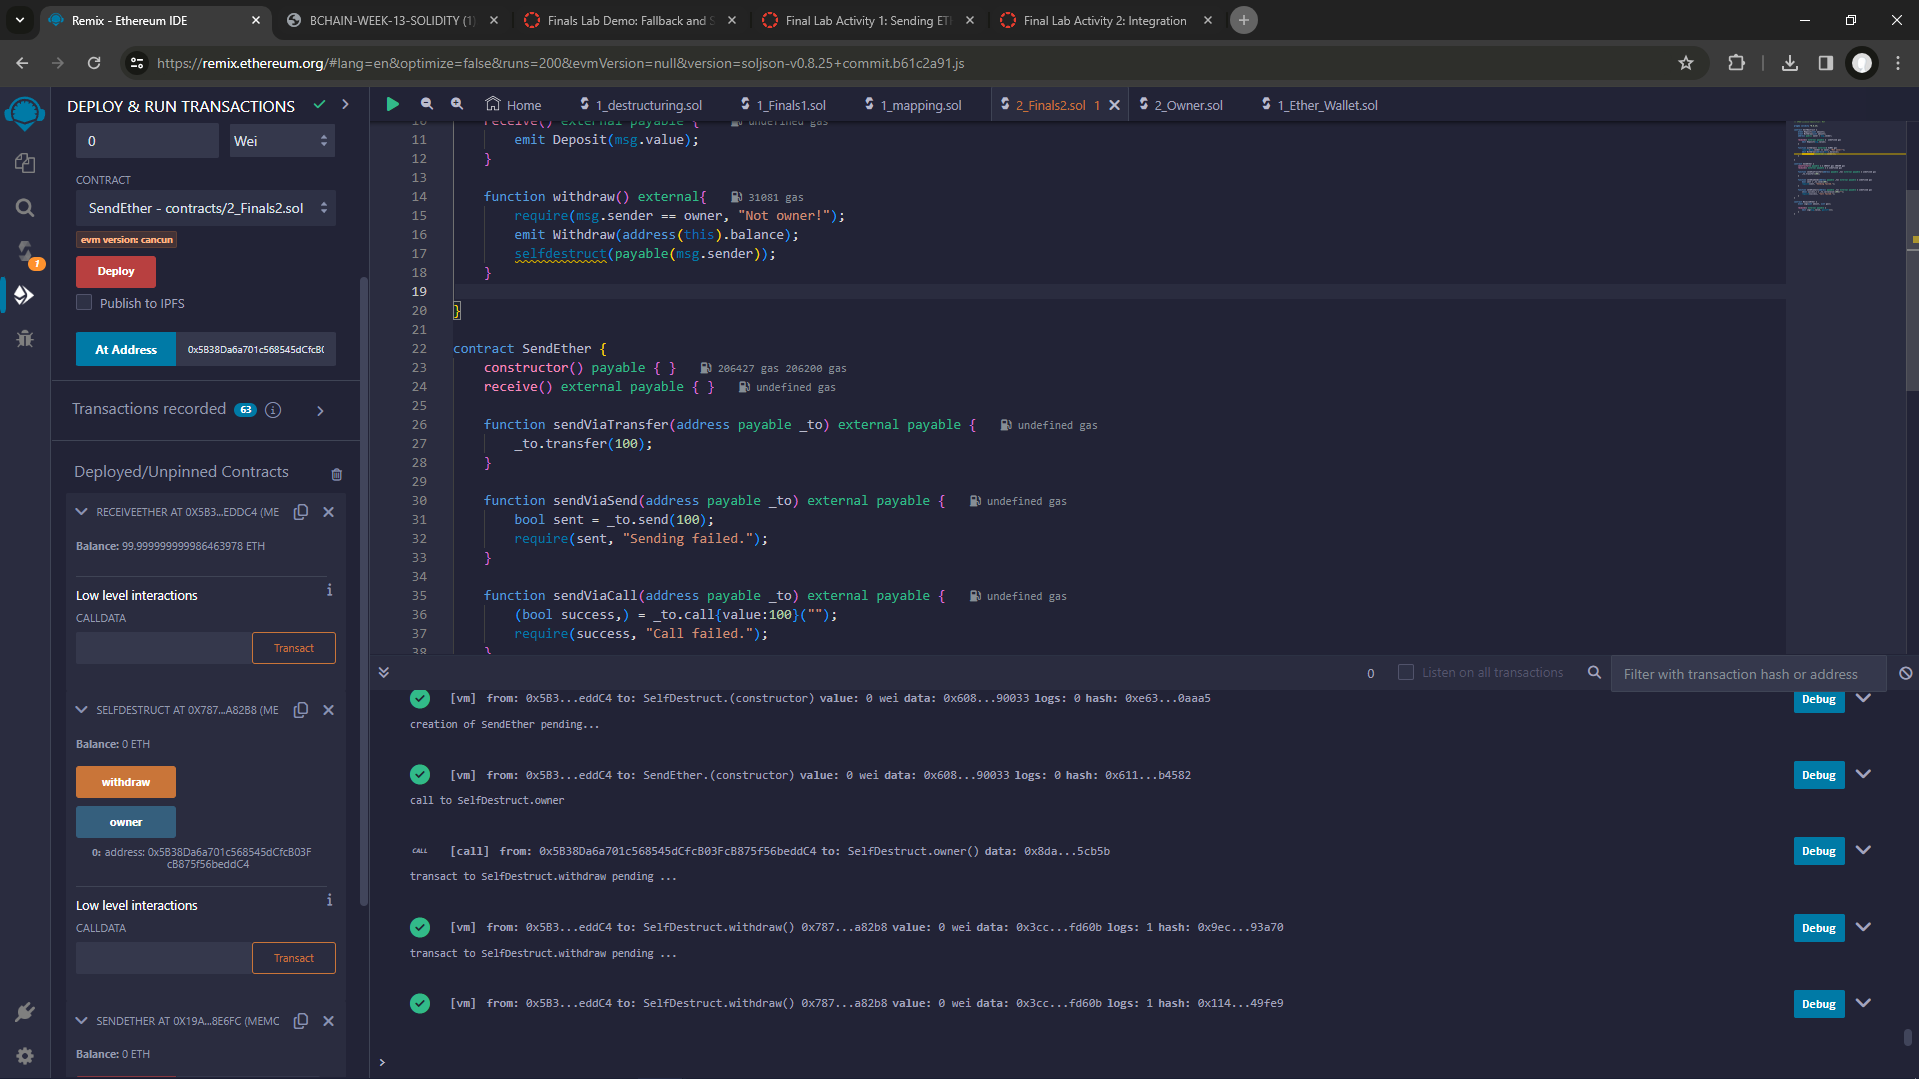 Remix - Ethereum IDE
BCHAIN-WEEK-13-SOLIDITY (1)
Finals Lab Demo: Fallback and S
Final Lab Activity 1: Sending ETH
Final Lab Activity 2: Integration
https://remix.ethereum.org/#lang=en&optimize=false&runs=200&evmVersion=null&version=soljson-v0.8.25+commit.b61c2a91.js
DEPLOY & RUN TRANSACTIONS
0
Wei
CONTRACT
SendEther - contracts/2_Finals2.sol
evm version: cancun
Deploy
Publish to IPFS
At Address
0x5B38Da6a701c568545dCfcB(
Transactions recorded 63 i
Deployed/Unpinned Contracts
RECEIVEETHER AT 0X5B3...EDDC4 (ME
Balance: 99.999999999986463978 ETH
Low level interactions
CALLDATA
Transact
SELFDESTRUCT AT 0X787...A82B8 (ME
Balance: 0 ETH
withdraw
owner
0: address: 0x5B38Da6a701c568545dCfcB03F
cB875f56beddC4
Low level interactions
CALLDATA
Transact
SENDETHER AT 0X19A...8E6FC (MEMC
Balance: 0 ETH
1
Home
1_destructuring.sol
1_Finals1.sol
1_mapping.sol
2_Finals2.sol 1
2_Owner.sol
1_Ether_Wallet.sol
10 receive() external payable { undefined gas
11 emit Deposit(msg.value);
12 }
13
14 function withdraw() external{ 31081 gas
15 require(msg.sender == owner, "Not owner!");
16 emit Withdraw(address(this).balance);
17 selfdestruct(payable(msg.sender));
18 }
19
20 }
21
22 contract SendEther {
23 constructor() payable { } 206427 gas 206200 gas
24 receive() external payable { } undefined gas
25
26 function sendViaTransfer(address payable _to) external payable { undefined gas
27 _to.transfer(100);
28 }
29
30 function sendViaSend(address payable _to) external payable { undefined gas
31 bool sent = _to.send(100);
32 require(sent, "Sending failed.");
33 }
34
35 function sendViaCall(address payable _to) external payable { undefined gas
36 (bool success,) = _to.call{value:100}("");
37 require(success, "Call failed.");
38 }
0
Listen on all transactions
Filter with transaction hash or address
[vm] from: 0x5B3...eddC4 to: SelfDestruct.(constructor) value: 0 wei data: 0x608...90033 logs: 0 hash: 0xe63...0aaa5
Debug
creation of SendEther pending...
[vm] from: 0x5B3...eddC4 to: SendEther.(constructor) value: 0 wei data: 0x608...90033 logs: 0 hash: 0x611...b4582
Debug
call to SelfDestruct.owner
CALL [call] from: 0x5B38Da6a701c568545dCfcB03FcB875f56beddC4 to: SelfDestruct.owner() data: 0x8da...5cb5b
Debug
transact to SelfDestruct.withdraw pending ...
[vm] from: 0x5B3...eddC4 to: SelfDestruct.withdraw() 0x787...a82b8 value: 0 wei data: 0x3cc...fd60b logs: 1 hash: 0x9ec...93a70
Debug
transact to SelfDestruct.withdraw pending ...
[vm] from: 0x5B3...eddC4 to: SelfDestruct.withdraw() 0x787...a82b8 value: 0 wei data: 0x3cc...fd60b logs: 1 hash: 0x114...49fe9
Debug
>